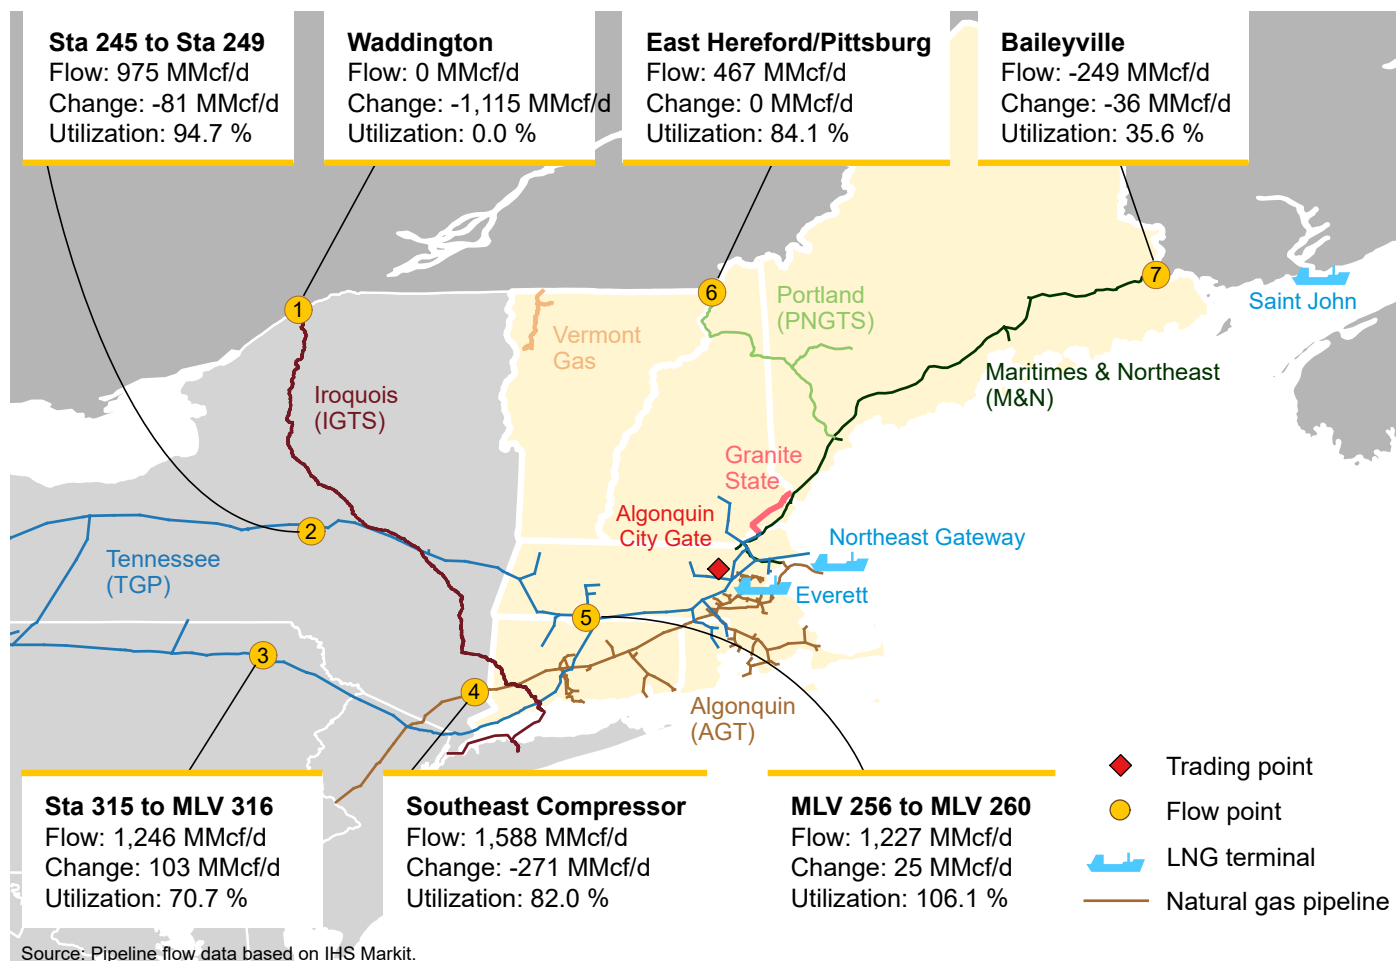 Sta 245 to Sta 249
Flow: 975 MMcf/d
Change: -81 MMcf/d
Utilization: 94.7 %
Waddington
Flow: 0 MMcf/d
Change: -1,115 MMcf/d
Utilization: 0.0 %
East Hereford/Pittsburg
Flow: 467 MMcf/d
Change: 0 MMcf/d
Utilization: 84.1 %
Baileyville
Flow: -249 MMcf/d
Change: -36 MMcf/d
Utilization: 35.6 %
1
6
7
Saint John
Portland
(PNGTS)
Vermont
Gas
Maritimes & Northeast
(M&N)
Iroquois
(IGTS)
Granite
State
Algonquin
City Gate
2
Northeast Gateway
Tennessee
(TGP)
Everett
5
3
4
Algonquin
(AGT)
Sta 315 to MLV 316
Flow: 1,246 MMcf/d
Change: 103 MMcf/d
Utilization: 70.7 %
Southeast Compressor
Flow: 1,588 MMcf/d
Change: -271 MMcf/d
Utilization: 82.0 %
MLV 256 to MLV 260
Flow: 1,227 MMcf/d
Change: 25 MMcf/d
Utilization: 106.1 %
Trading point
Flow point
LNG terminal
Natural gas pipeline
Source: Pipeline flow data based on IHS Markit.